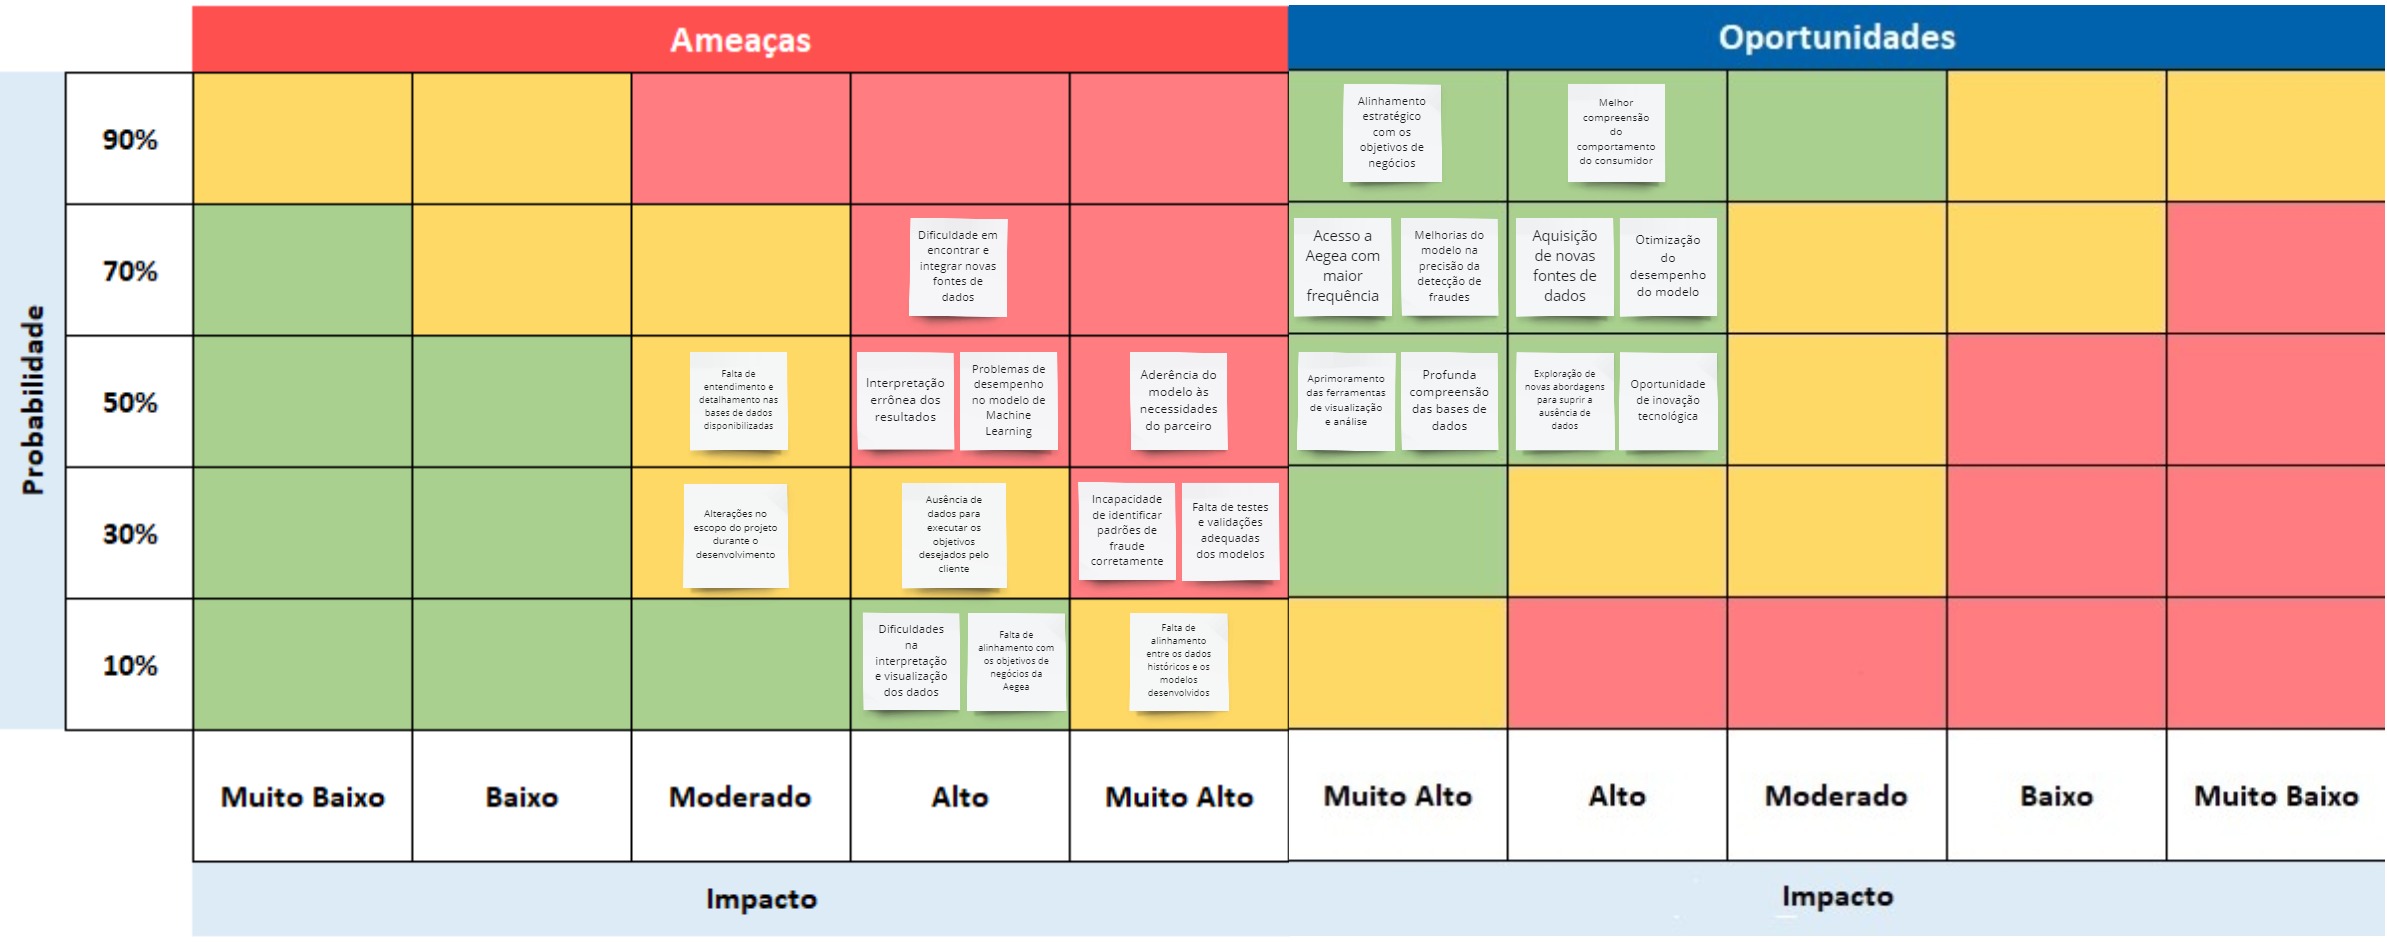 Ameaças
Oportunidades
Probabilidade
90%
Alinhamento
estratégico
com os
objetivos de
negócios
Melhor
compreensão
do
comportamento
do consumidor
70%
Dificuldade em
encontrar e
integrar novas
fontes de
dados
Acesso a
Aegea com
maior
frequência
Melhorias do
modelo na
precisão da
detecção de
fraudes
Aquisição
de novas
fontes de
dados
Otimização
do
desempenho
do modelo
50%
Falta de
entendimento e
detalhamento nas
bases de dados
disponibilizadas
Interpretação
errônea dos
resultados
Problemas de
desempenho
no modelo de
Machine
Learning
Aderência do
modelo às
necessidades
do parceiro
Aprimoramento
das ferramentas
de visualização
e análise
Profunda
compreensão
das bases de
dados
Exploração de
novas abordagens
para suprir a
ausência de
dados
Oportunidade
de inovação
tecnológica
30%
Alterações no
escopo do projeto
durante o
desenvolvimento
Ausência de
dados para
executar os
objetivos
desejados pelo
cliente
Incapacidade
de identificar
padrões de
fraude
corretamente
Falta de testes
e validações
adequadas
dos modelos
10%
Dificuldades
na
interpretação
e visualização
dos dados
Falta de
alinhamento com
os objetivos de
negócios da
Aegea
Falta de
alinhamento
entre os dados
históricos e os
modelos
desenvolvidos
Muito Baixo
Baixo
Moderado
Alto
Muito Alto
Muito Alto
Alto
Moderado
Baixo
Muito Baixo
Impacto
Impacto